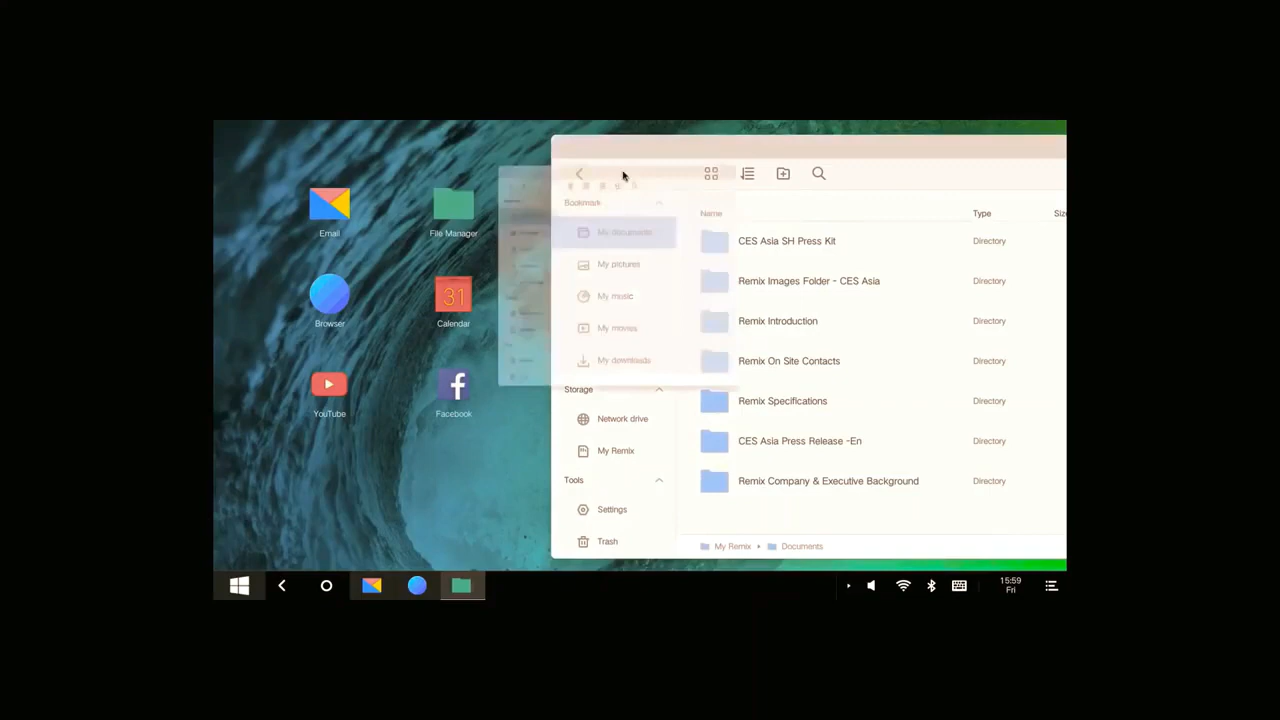 Email
File Manager
Browser
31
Calendar
YouTube
f
Facebook
Bookmark
My documents
My pictures
My music
My movies
My downloads
Storage
Network drive
My Remix
Tools
Settings
Trash
Name
Type
CES Asia SH Press Kit
Directory
Remix Images Folder - CES Asia
Directory
Remix Introduction
Directory
Remix On Site Contacts
Directory
Remix Specifications
Directory
CES Asia Press Release -En
Directory
Remix Company & Executive Background
Directory
My Remix
Documents
15:59
Fri